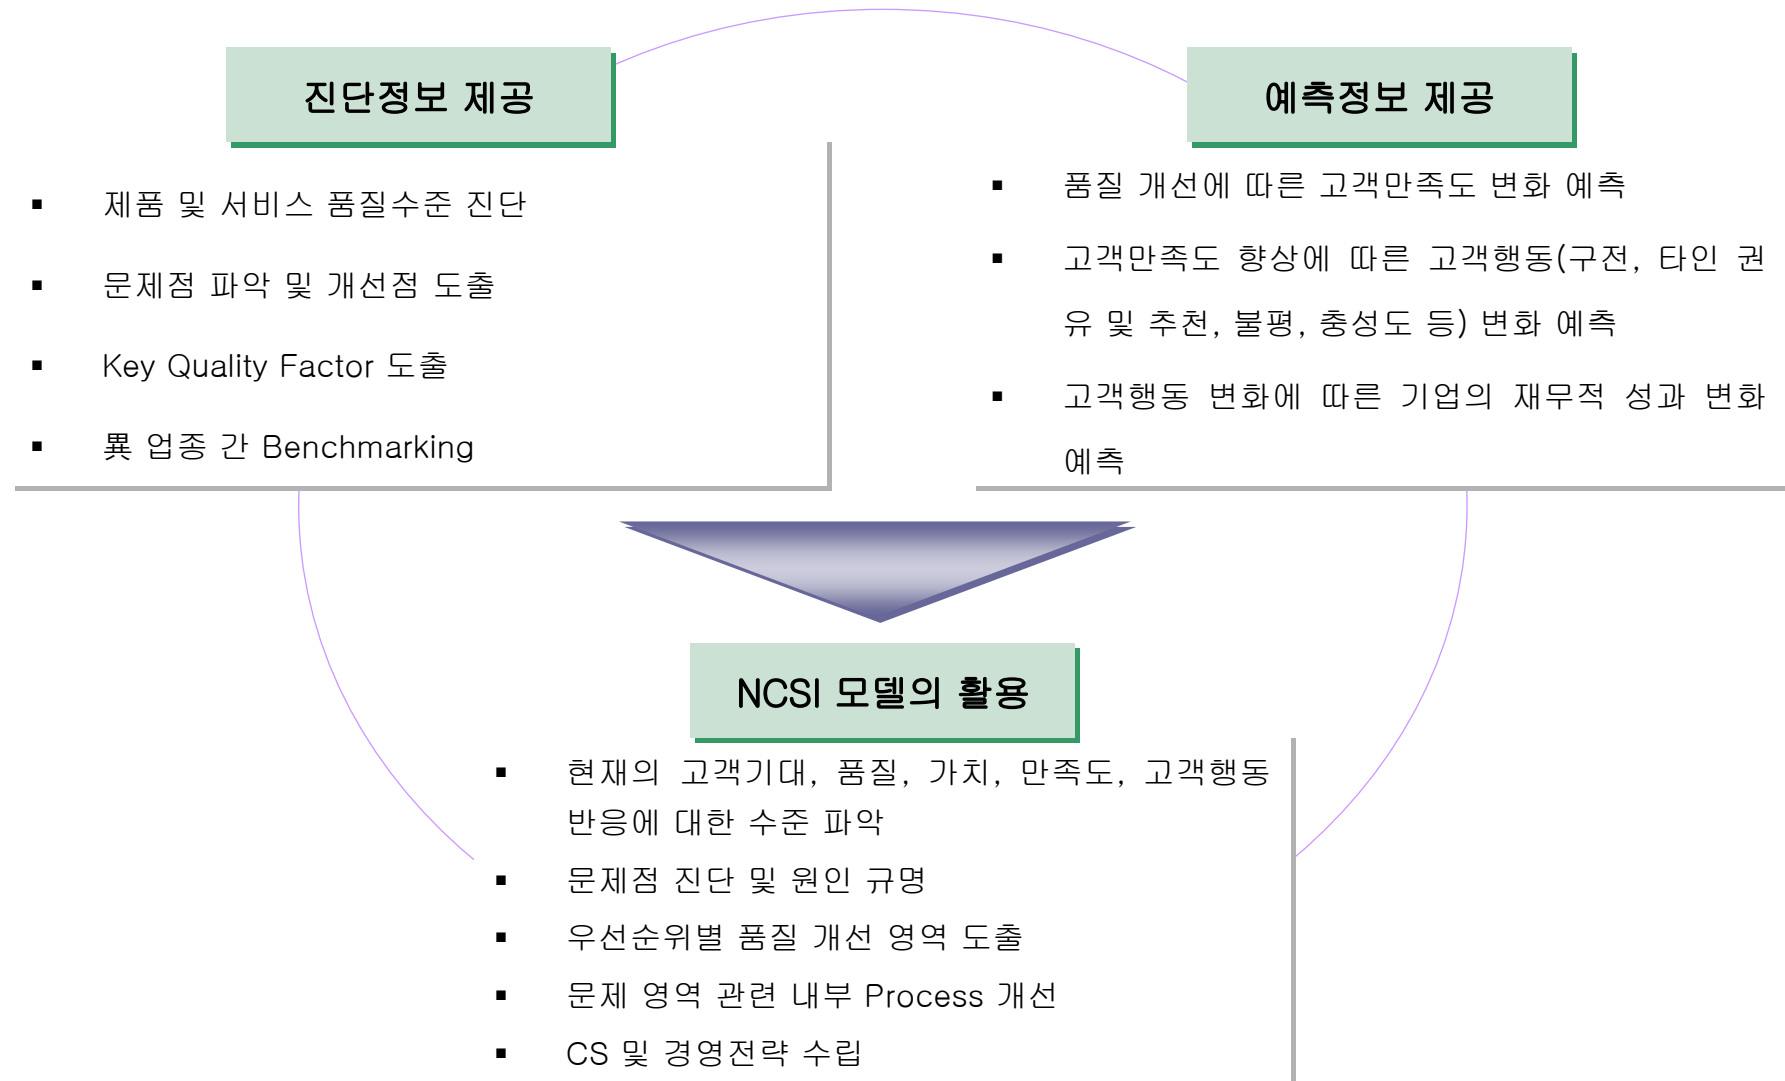 진단정보 제공
▪ 제품 및 서비스 품질수준 진단
▪ 문제점 파악 및 개선점 도출
▪ Key Quality Factor 도출
▪ 異 업종 간 Benchmarking
예측정보 제공
▪ 품질 개선에 따른 고객만족도 변화 예측
▪ 고객만족도 향상에 따른 고객행동(구전, 타인 권
유 및 추천, 불평, 충성도 등) 변화 예측
▪ 고객행동 변화에 따른 기업의 재무적 성과 변화
예측
NCSI 모델의 활용
▪ 현재의 고객기대, 품질, 가치, 만족도, 고객행동
반응에 대한 수준 파악
▪ 문제점 진단 및 원인 규명
▪ 우선순위별 품질 개선 영역 도출
▪ 문제 영역 관련 내부 Process 개선
▪ CS 및 경영전략 수립